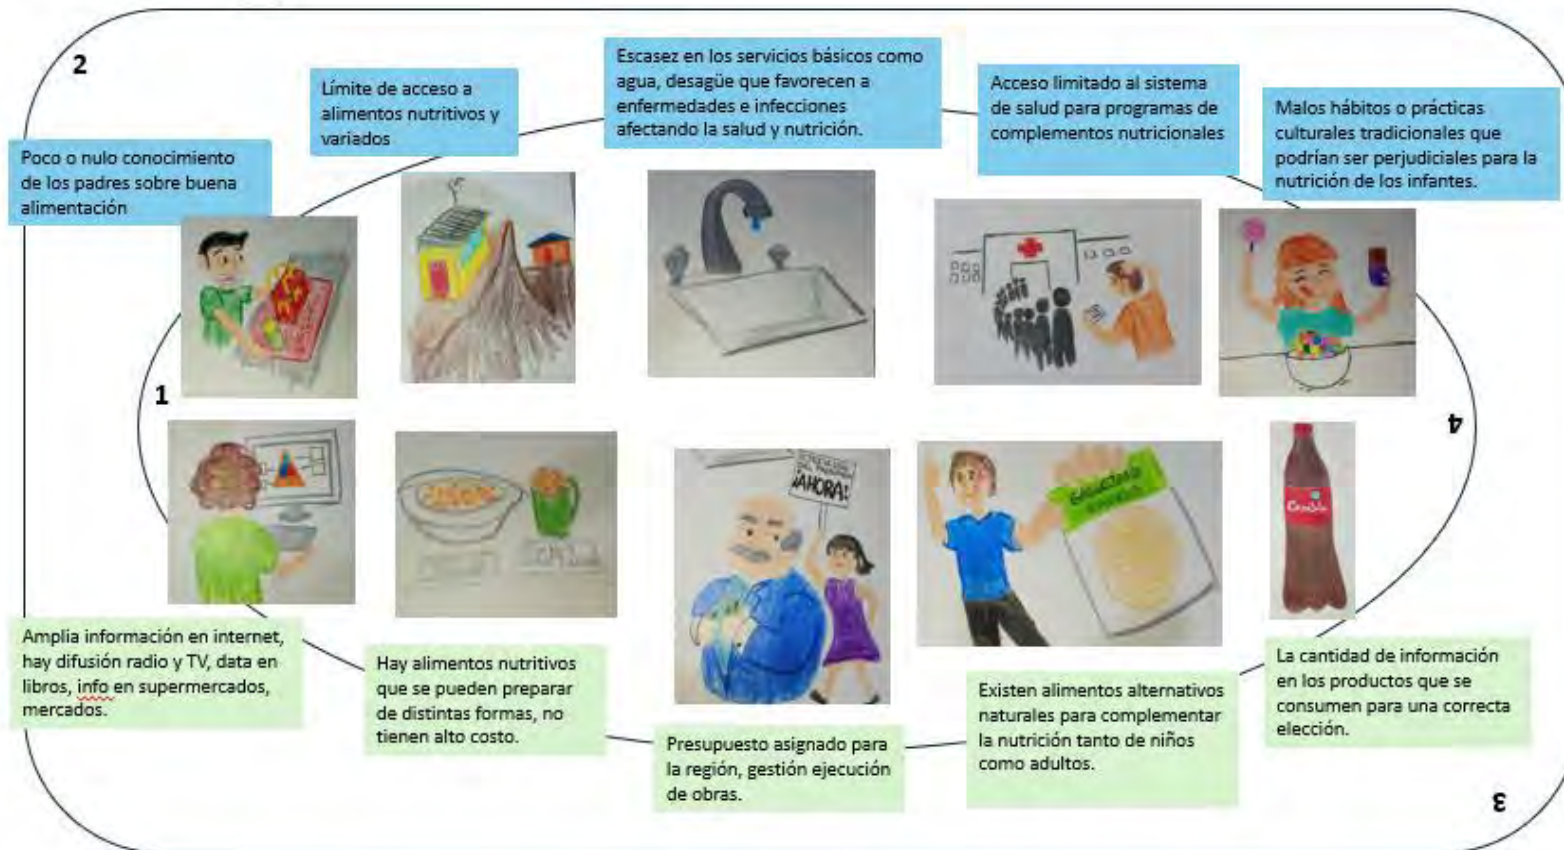 2
Poco o nulo conocimiento
de los padres sobre buena
alimentación
Límite de acceso a
alimentos nutritivos y
variados
Escasez en los servicios básicos como
agua, desagüe que favorecen a
enfermedades e infecciones
afectando la salud y nutrición.
Acceso limitado al sistema
de salud para programas de
complementos nutricionales
Malos hábitos o prácticas
culturales tradicionales que
podrían ser perjudiciales para la
nutrición de los infantes.
1
4
¡AHORA!
Amplia información en internet,
hay difusión radio y TV, data en
libros, info en supermercados,
mercados.
Hay alimentos nutritivos
que se pueden preparar
de distintas formas, no
tienen alto costo.
Presupuesto asignado para
la región, gestión ejecución
de obras.
Existen alimentos alternativos
naturales para complementar
la nutrición tanto de niños
como adultos.
La cantidad de información
en los productos que se
consumen para una correcta
elección.
3